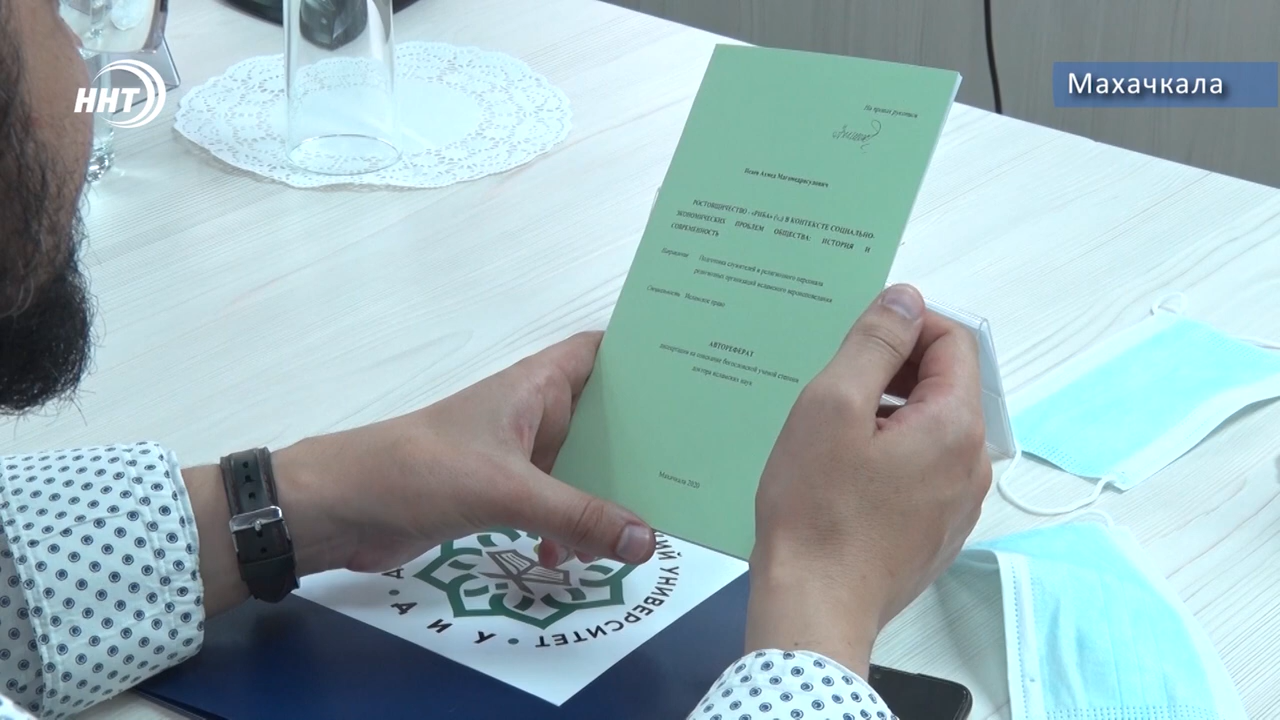 ННТ
Махачкала
На правах рукописи
Исаев Ахмед Магомедрасулович
РОСТОВЩИЧЕСТВО - «РИБА» (ربا) В КОНТЕКСТЕ СОЦИАЛЬНО-
ЭКОНОМИЧЕСКИХ ПРОБЛЕМ ОБЩЕСТВА: ИСТОРИЯ И
СОВРЕМЕННОСТЬ
Направление Подготовка служителей и религиозного персонала
религиозных организаций исламского вероисповедания
Специальность Исламское право
АВТОРЕФЕРАТ
диссертации на соискание богословской ученой степени
доктора исламских наук
Махачкала 2020
УНИВЕРСИТЕТ